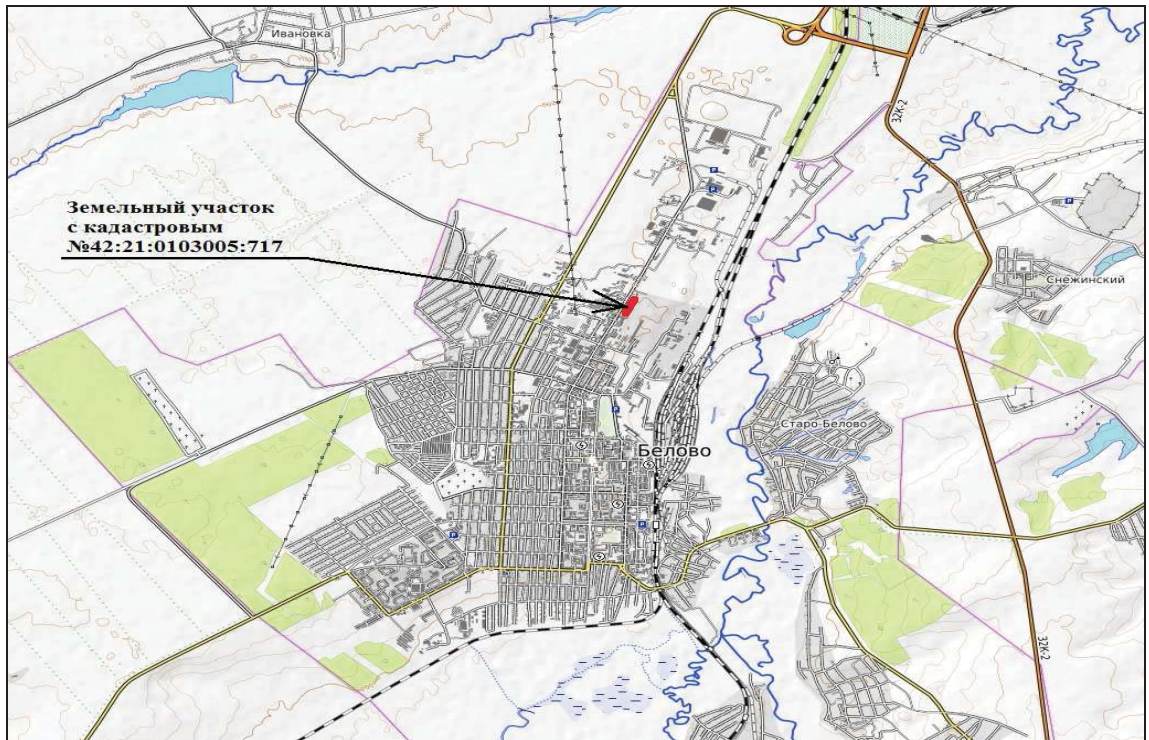 Ивановка
32К-2
Земельный участок
с кадастровым
№42:21:0103005:717
Снежинский
Старо-Белово
Белово
32К-2